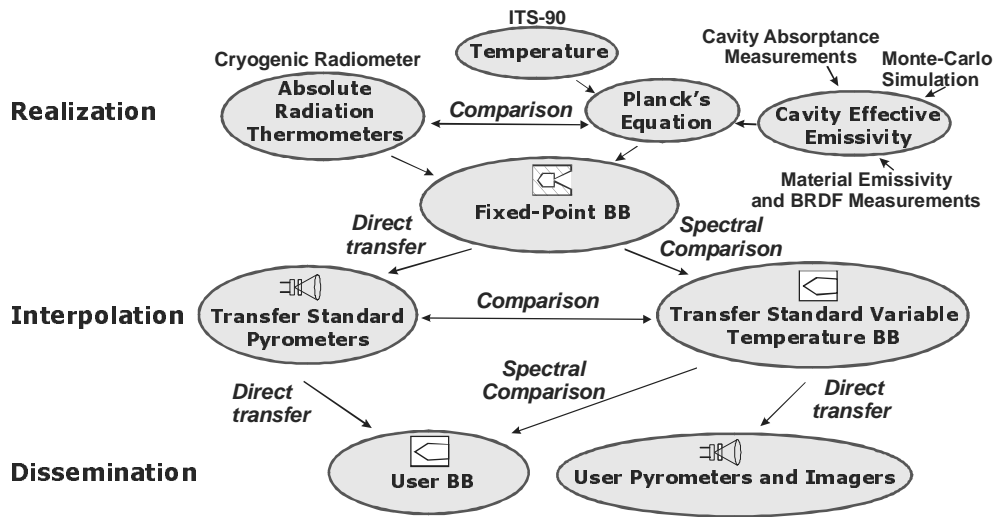 ITS-90
Temperature
Cavity Absorptance
Measurements
Monte-Carlo
Simulation
Cryogenic Radiometer
Realization
Absolute
Radiation
Thermometers
Comparison
Planck's
Equation
Cavity Effective
Emissivity
Material Emissivity
and BRDF Measurements
Fixed-Point BB
Direct
transfer
Spectral
Comparison
Interpolation
Transfer Standard
Pyrometers
Comparison
Transfer Standard Variable
Temperature BB
Direct
transfer
Spectral
Comparison
Direct
transfer
Dissemination
User BB
User Pyrometers and Imagers